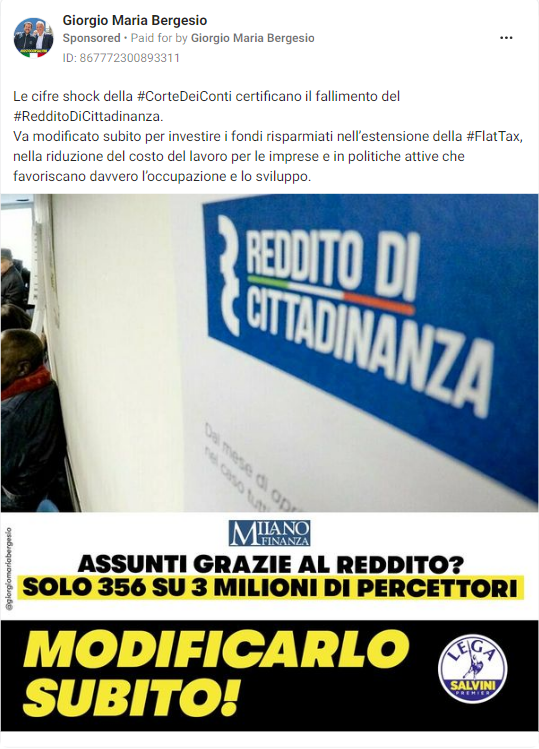 Giorgio Maria Bergesio
Sponsored • Paid for by Giorgio Maria Bergesio
ID: 867772300893311
Le cifre shock della #CorteDeiConti certificano il fallimento del
#RedditoDiCittadinanza.
Va modificato subito per investire i fondi risparmiati nell'estensione della #FlatTax,
nella riduzione del costo del lavoro per le imprese e in politiche attive che
favoriscano davvero l'occupazione e lo sviluppo.
REDDITO DI
CITTADINANZA
Dal mese di apri
nel caso tutti
@giorgiomariabergesio
MILANO
FINANZA
ASSUNTI GRAZIE AL REDDITO?
SOLO 356 SU 3 MILIONI DI PERCETTORI
MODIFICARLO
SUBITO!
LEGA
SALVINI
PREMIER